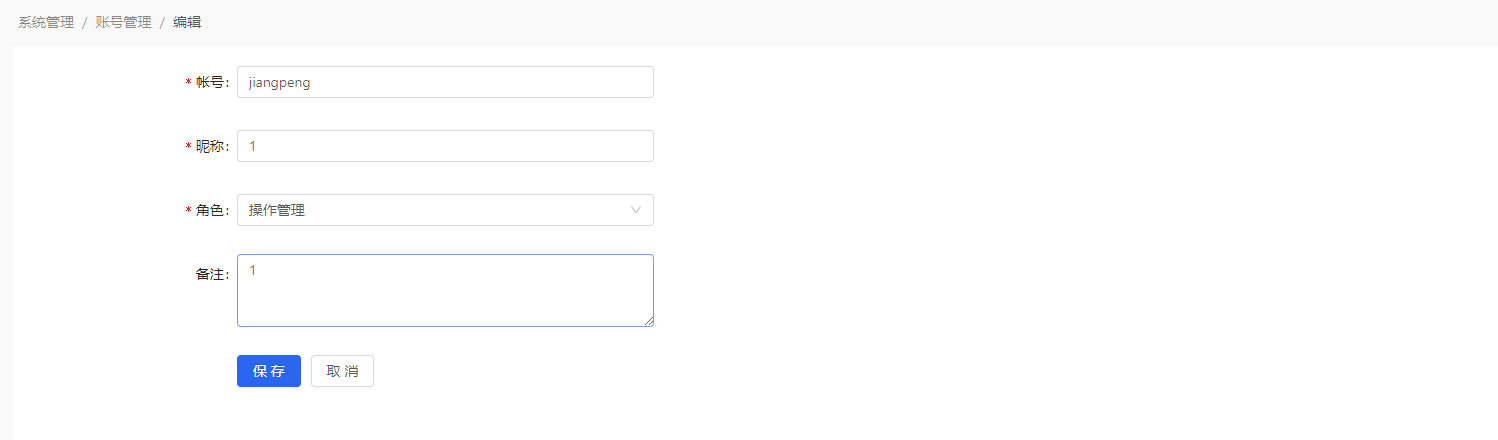 系统管理 / 账号管理 / 编辑
* 帐号: jiangpeng
* 昵称: 1
* 角色: 操作管理
备注: 1
保存 取消